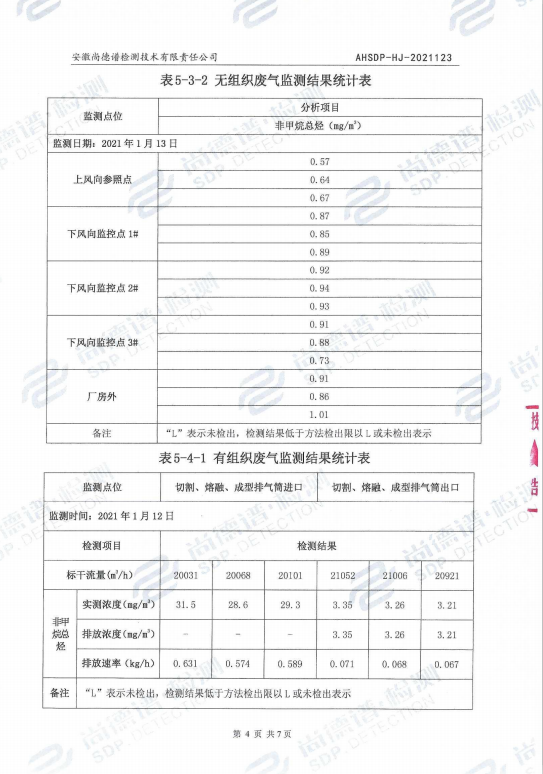 安徽尚德谱检测技术有限责任公司 AHSDP-HJ-2021123
表5-3-2 无组织废气监测结果统计表
监测点位 分析项目
非甲烷总烃（mg/m³）
监测日期：2021年1月13日
上风向参照点 0.57
0.64
0.67
下风向监控点1# 0.87
0.85
0.89
下风向监控点2# 0.92
0.94
0.93
下风向监控点3# 0.91
0.88
0.73
厂房外 0.91
0.86
1.01
备注 “L”表示未检出，检测结果低于方法检出限以L或未检出表示
表5-4-1 有组织废气监测结果统计表
监测点位 切割、熔融、成型排气筒进口 切割、熔融、成型排气筒出口
监测时间：2021年1月12日
检测项目 检测结果
标干流量(m³/h) 20031 20068 20101 21052 21006 20921
非甲烷总烃 实测浓度(mg/m³) 31.5 28.6 29.3 3.35 3.26 3.21
排放浓度(mg/m³) - - - 3.35 3.26 3.21
排放速率（kg/h） 0.631 0.574 0.589 0.071 0.068 0.067
备注 “L”表示未检出，检测结果低于方法检出限以L或未检出表示
第 4 页 共7页
尚德谱·检测
SDP·DETECTION
告